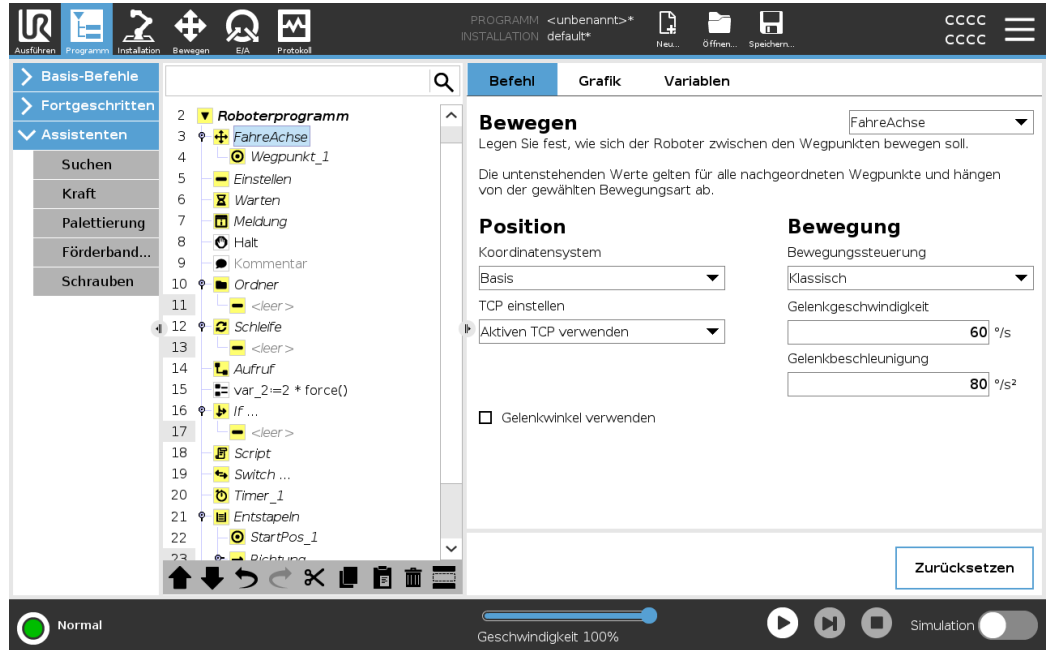 PROGRAMM <unbenannt>*
INSTALLATION default*
Ausführen Programm Installation Bewegen E/A Protokoll
Neu... Öffnen... Speichern...
CCCC
CCCC
Basis-Befehle
Fortgeschritten
Assistenten
Suchen
Kraft
Palettierung
Förderband...
Schrauben
2 Roboterprogramm
3 FahreAchse
4 Wegpunkt_1
5 Einstellen
6 Warten
7 Meldung
8 Halt
9 Kommentar
10 Ordner
11 <leer>
12 Schleife
13 <leer>
14 Aufruf
15 var_2:=2 * force()
16 If ...
17 <leer>
18 Script
19 Switch ...
20 Timer_1
21 Entstapeln
22 StartPos_1
23 Richtung
Befehl Grafik Variablen
Bewegen
FahreAchse
Legen Sie fest, wie sich der Roboter zwischen den Wegpunkten bewegen soll.
Die untenstehenden Werte gelten für alle nachgeordneten Wegpunkte und hängen
von der gewählten Bewegungsart ab.
Position
Koordinatensystem
Basis
TCP einstellen
Aktiven TCP verwenden
Gelenkwinkel verwenden
Bewegung
Bewegungssteuerung
Klassisch
Gelenkgeschwindigkeit
60 °/s
Gelenkbeschleunigung
80 °/s²
Zurücksetzen
Normal
Geschwindigkeit 100%
Simulation